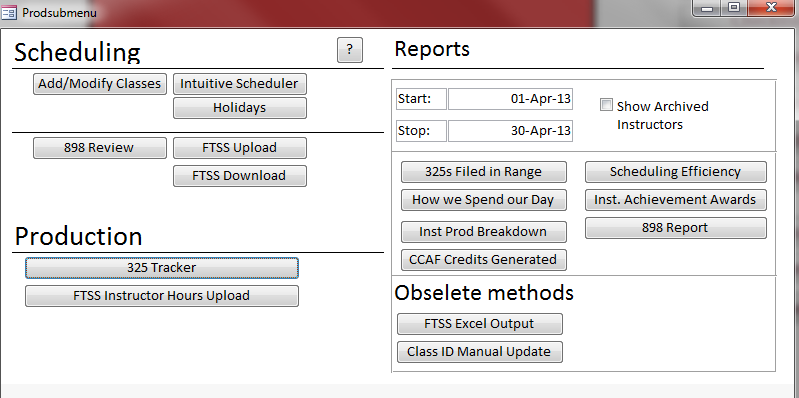 Prodsubmenu
Scheduling
?
Add/Modify Classes
Intuitive Scheduler
Holidays
898 Review
FTSS Upload
FTSS Download
Production
325 Tracker
FTSS Instructor Hours Upload
Reports
Start:
01-Apr-13
Stop:
30-Apr-13
Show Archived
Instructors
325s Filed in Range
Scheduling Efficiency
How we Spend our Day
Inst. Achievement Awards
Inst Prod Breakdown
898 Report
CCAF Credits Generated
Obselete methods
FTSS Excel Output
Class ID Manual Update